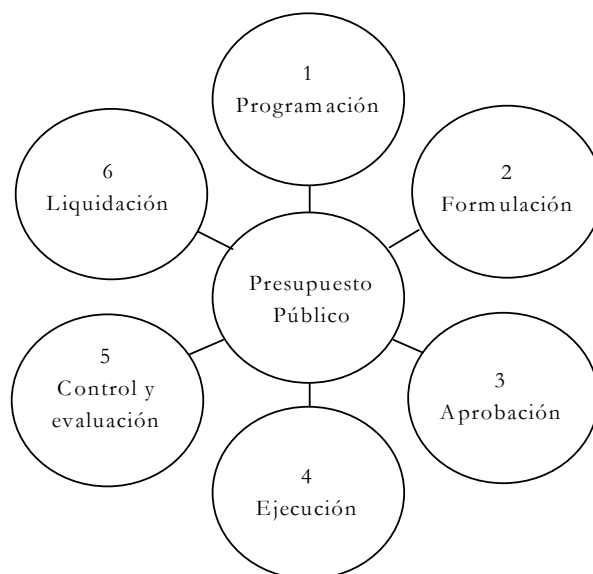 1
Programación
2
Formulación
3
Aprobación
4
Ejecución
5
Control y
evaluación
6
Liquidación
Presupuesto
Público